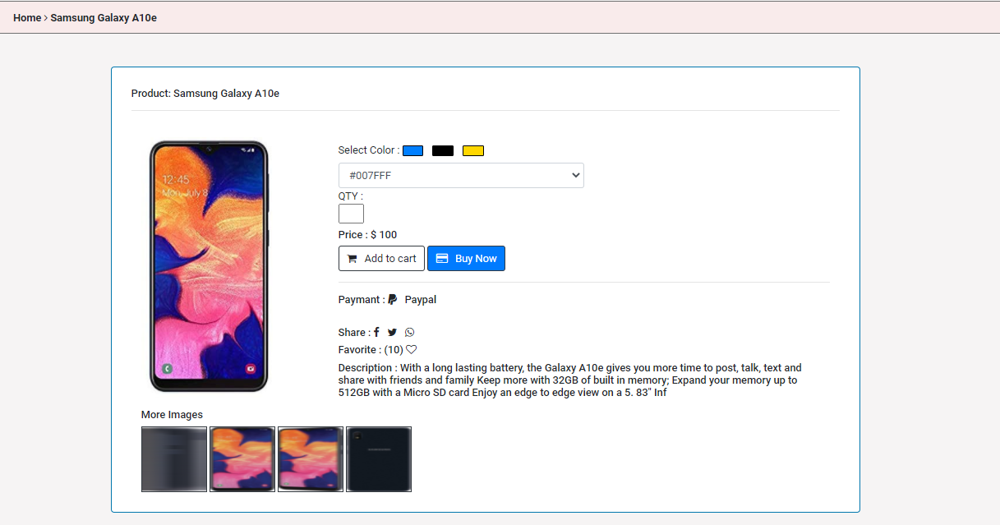 Home > Samsung Galaxy A10e
Product: Samsung Galaxy A10e
12:45
Mon, July 8
Select Color :
#007FFF
QTY :
Price : $ 100
Add to cart
Buy Now
Paymant : Paypal
Share :
Favorite : (10)
Description : With a long lasting battery, the Galaxy A10e gives you more time to post, talk, text and
share with friends and family Keep more with 32GB of built in memory; Expand your memory up to
512GB with a Micro SD card Enjoy an edge to edge view on a 5. 83" Inf
More Images